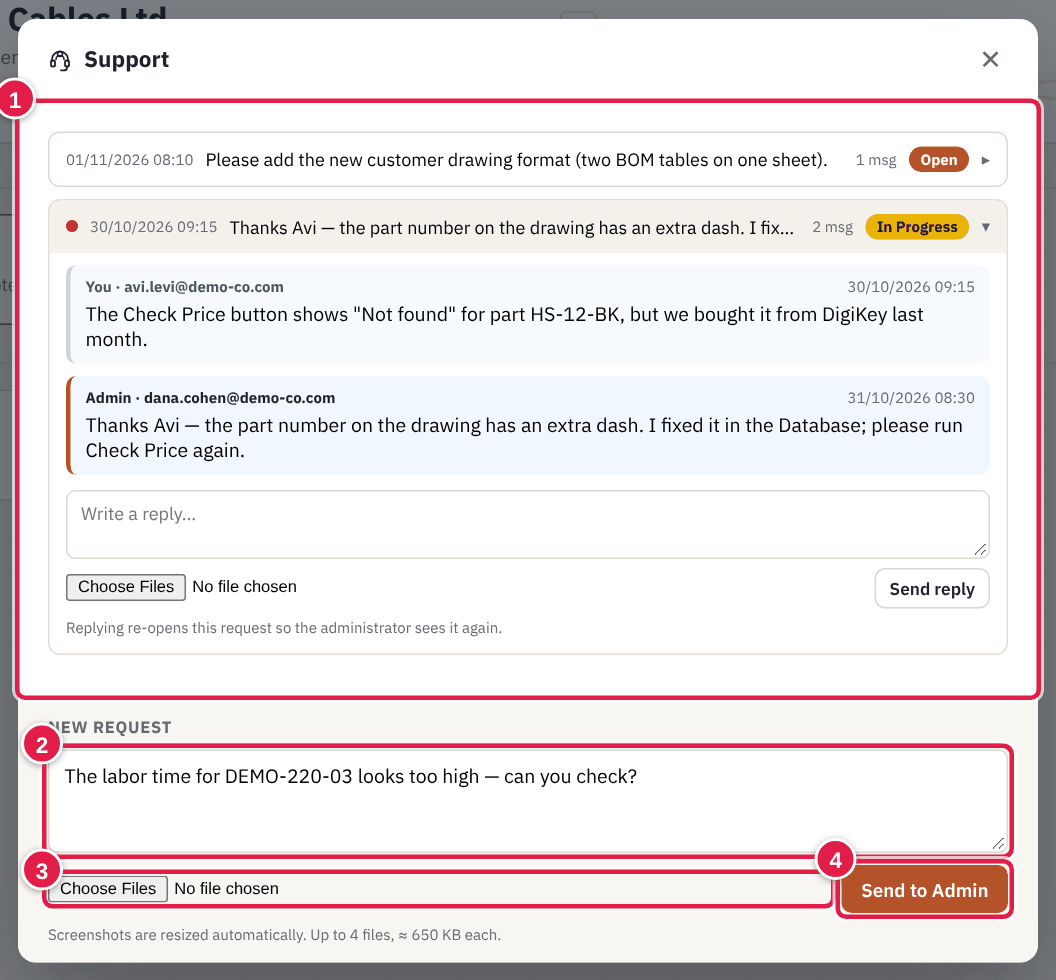 Cables Ltd
Support
✕
1
01/11/2026 08:10 Please add the new customer drawing format (two BOM tables on one sheet). 1 msg Open ▸
30/10/2026 09:15 Thanks Avi — the part number on the drawing has an extra dash. I fix... 2 msg In Progress ▾
You · avi.levi@demo-co.com 30/10/2026 09:15
The Check Price button shows "Not found" for part HS-12-BK, but we bought it from DigiKey last
month.
Admin · dana.cohen@demo-co.com 31/10/2026 08:30
Thanks Avi — the part number on the drawing has an extra dash. I fixed it in the Database; please run
Check Price again.
Write a reply...
Choose Files No file chosen
Send reply
Replying re-opens this request so the administrator sees it again.
NEW REQUEST
2
The labor time for DEMO-220-03 looks too high — can you check?
3
Choose Files No file chosen
4
Send to Admin
Screenshots are resized automatically. Up to 4 files, ≈ 650 KB each.